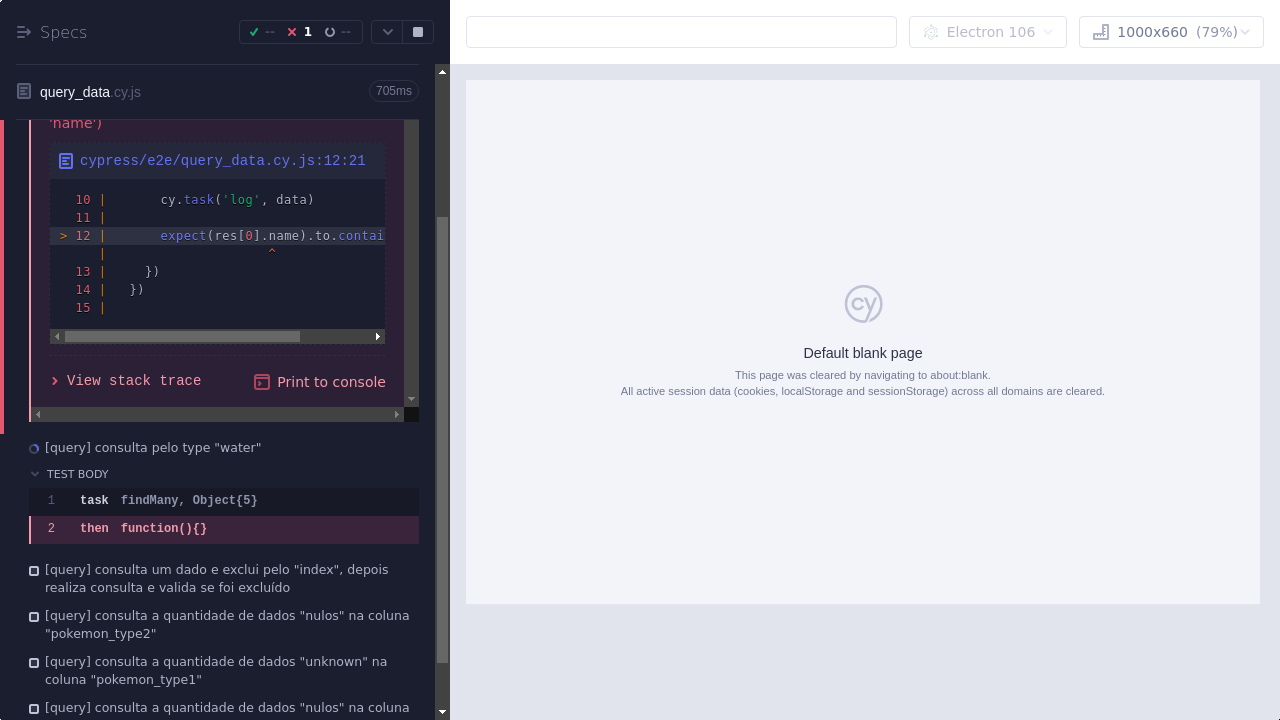 Specs
-- 1 --
Electron 106
1000x660 (79%)
query_data.cy.js
705ms
'name')
cypress/e2e/query_data.cy.js:12:21
10 | cy.task('log', data)
11 |
> 12 | expect(res[0].name).to.contai
| ^
13 | })
14 | })
15 |
View stack trace
Print to console
[query] consulta pelo type "water"
TEST BODY
1 task findMany, Object{5}
2 then function(){}
[query] consulta um dado e exclui pelo "index", depois
realiza consulta e valida se foi excluído
[query] consulta a quantidade de dados "nulos" na coluna
"pokemon_type2"
[query] consulta a quantidade de dados "unknown" na
coluna "pokemon_type1"
[query] consulta a quantidade de dados "nulos" na coluna
cy
Default blank page
This page was cleared by navigating to about:blank.
All active session data (cookies, localStorage and sessionStorage) across all domains are cleared.